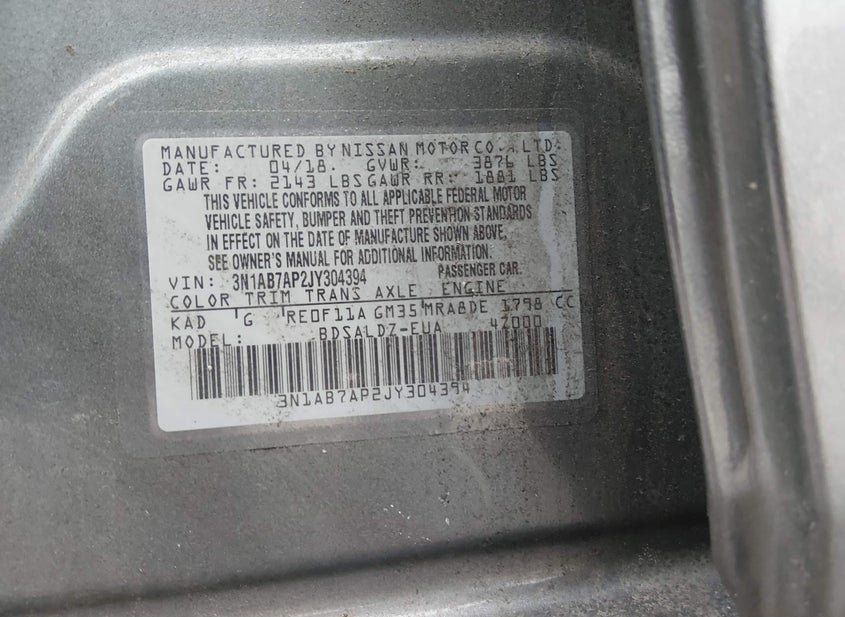 MANUFACTURED BY NISSAN MOTOR CO., LTD.
DATE: 04/18. GVWR: 3876 LBS
GAWR FR: 2143 LBS GAWR RR: 1881 LBS
THIS VEHICLE CONFORMS TO ALL APPLICABLE FEDERAL MOTOR
VEHICLE SAFETY, BUMPER AND THEFT PREVENTION STANDARDS
IN EFFECT ON THE DATE OF MANUFACTURE SHOWN ABOVE.
SEE OWNER'S MANUAL FOR ADDITIONAL INFORMATION.
VIN: 3N1AB7AP2JY304394 PASSENGER CAR.
COLOR TRIM TRANS AXLE ENGINE
KAD G RE0F11A GM35 MRA8DE 1798 CC
MODEL: BDSALDZ-EUA 4Z000
3N1AB7AP2JY304394